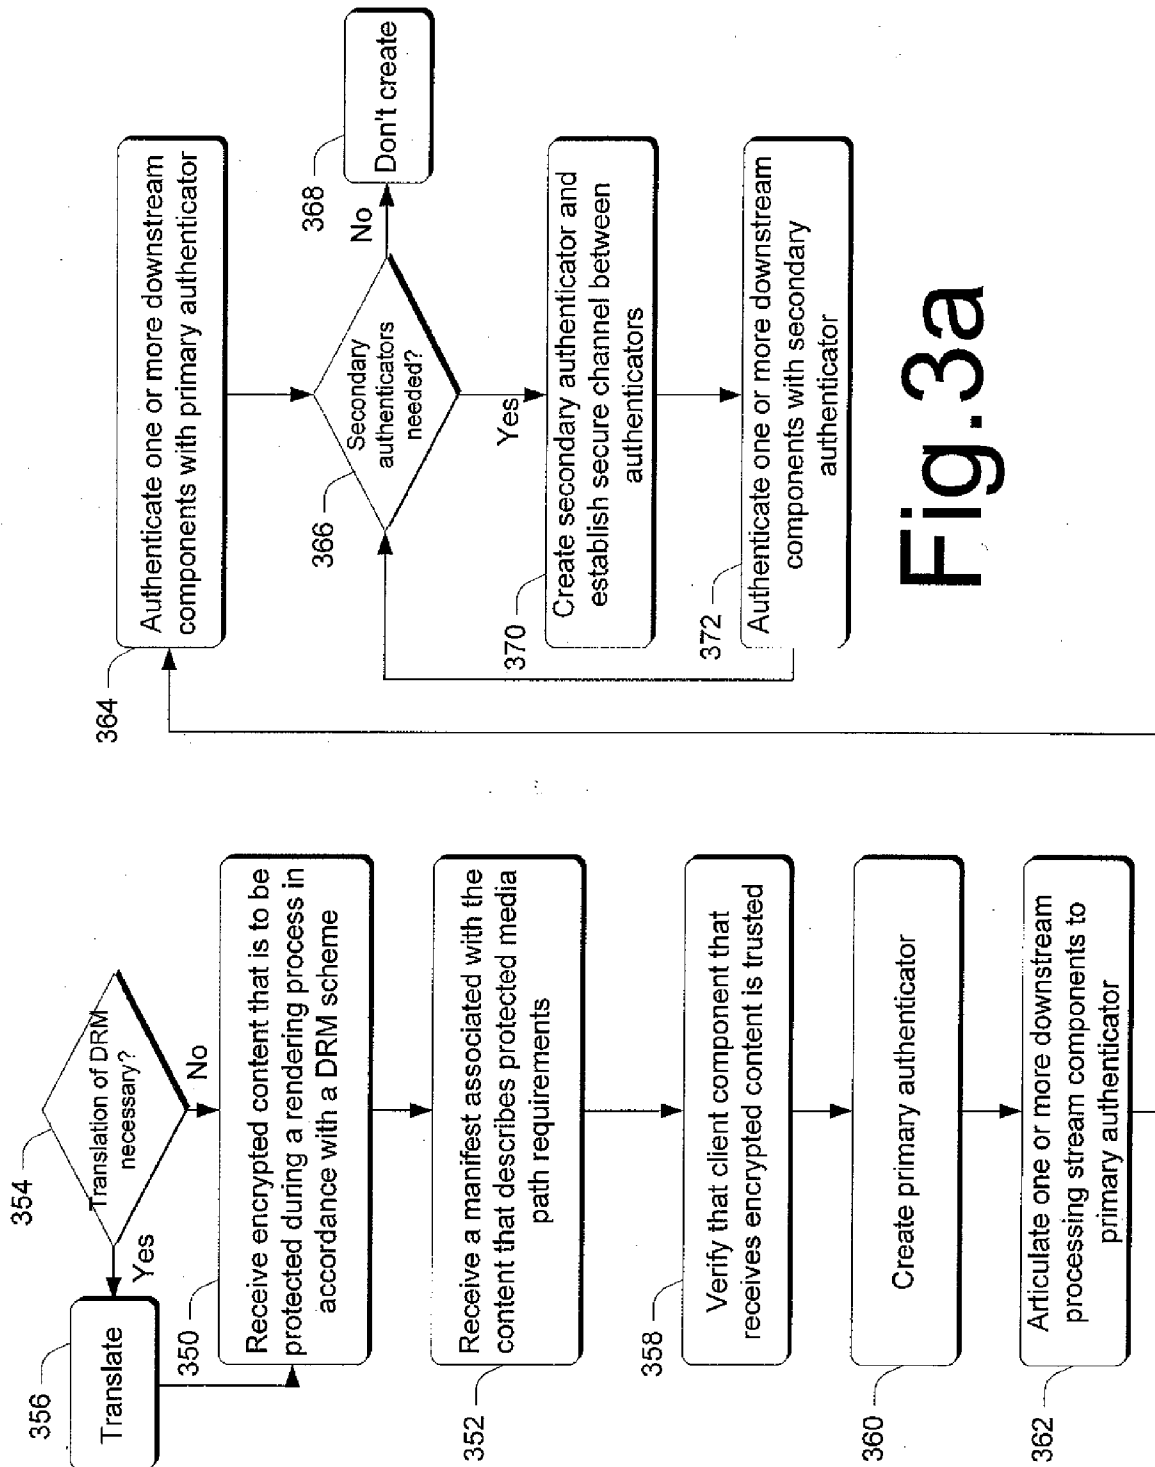 354
Translation of DRM
necessary?
Yes
No
356
Translate
350
Receive encrypted content that is to be
protected during a rendering process in
accordance with a DRM scheme
352
Receive a manifest associated with the
content that describes protected media
path requirements
358
Verify that client component that
receives encrypted content is trusted
360
Create primary authenticator
362
Articulate one or more downstream
processing stream components to
primary authenticator
364
Authenticate one or more downstream
components with primary authenticator
366
Secondary
authenticators
needed?
No
368
Don't create
Yes
370
Create secondary authenticator and
establish secure channel between
authenticators
372
Authenticate one or more downstream
components with secondary
authenticator
Fig.3a